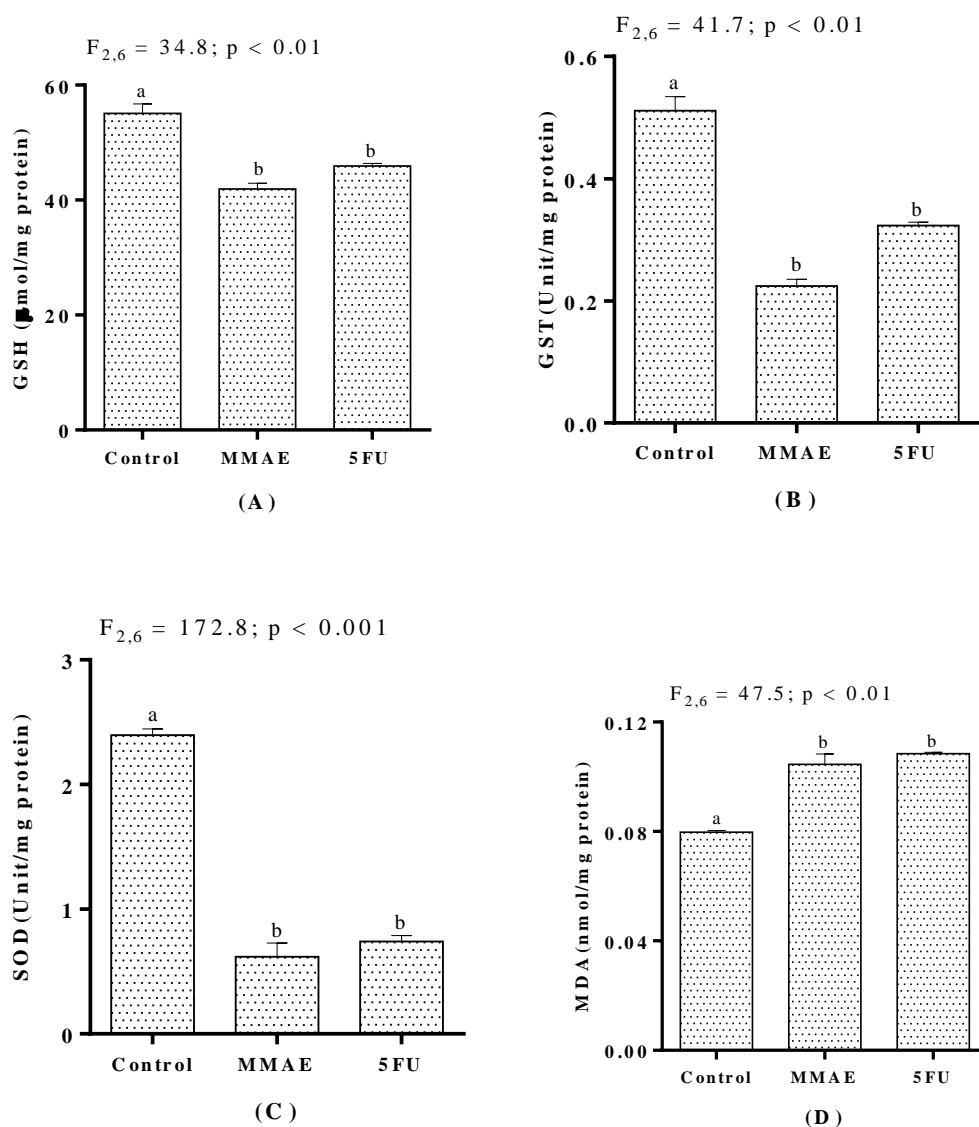 F2,6 = 34.8; p < 0.01
60
40
20
0
GSH (μmol/mg protein)
a
b
b
Control MMAE 5FU
(A)
F2,6 = 41.7; p < 0.01
0.6
0.4
0.2
0.0
GST (Unit/mg protein)
a
b
b
Control MMAE 5FU
(B)
F2,6 = 172.8; p < 0.001
3
2
1
0
SOD (Unit/mg protein)
a
b
b
Control MMAE 5FU
(C)
F2,6 = 47.5; p < 0.01
0.12
0.08
0.04
0.00
MDA (nmol/mg protein)
a
b
b
Control MMAE 5FU
(D)